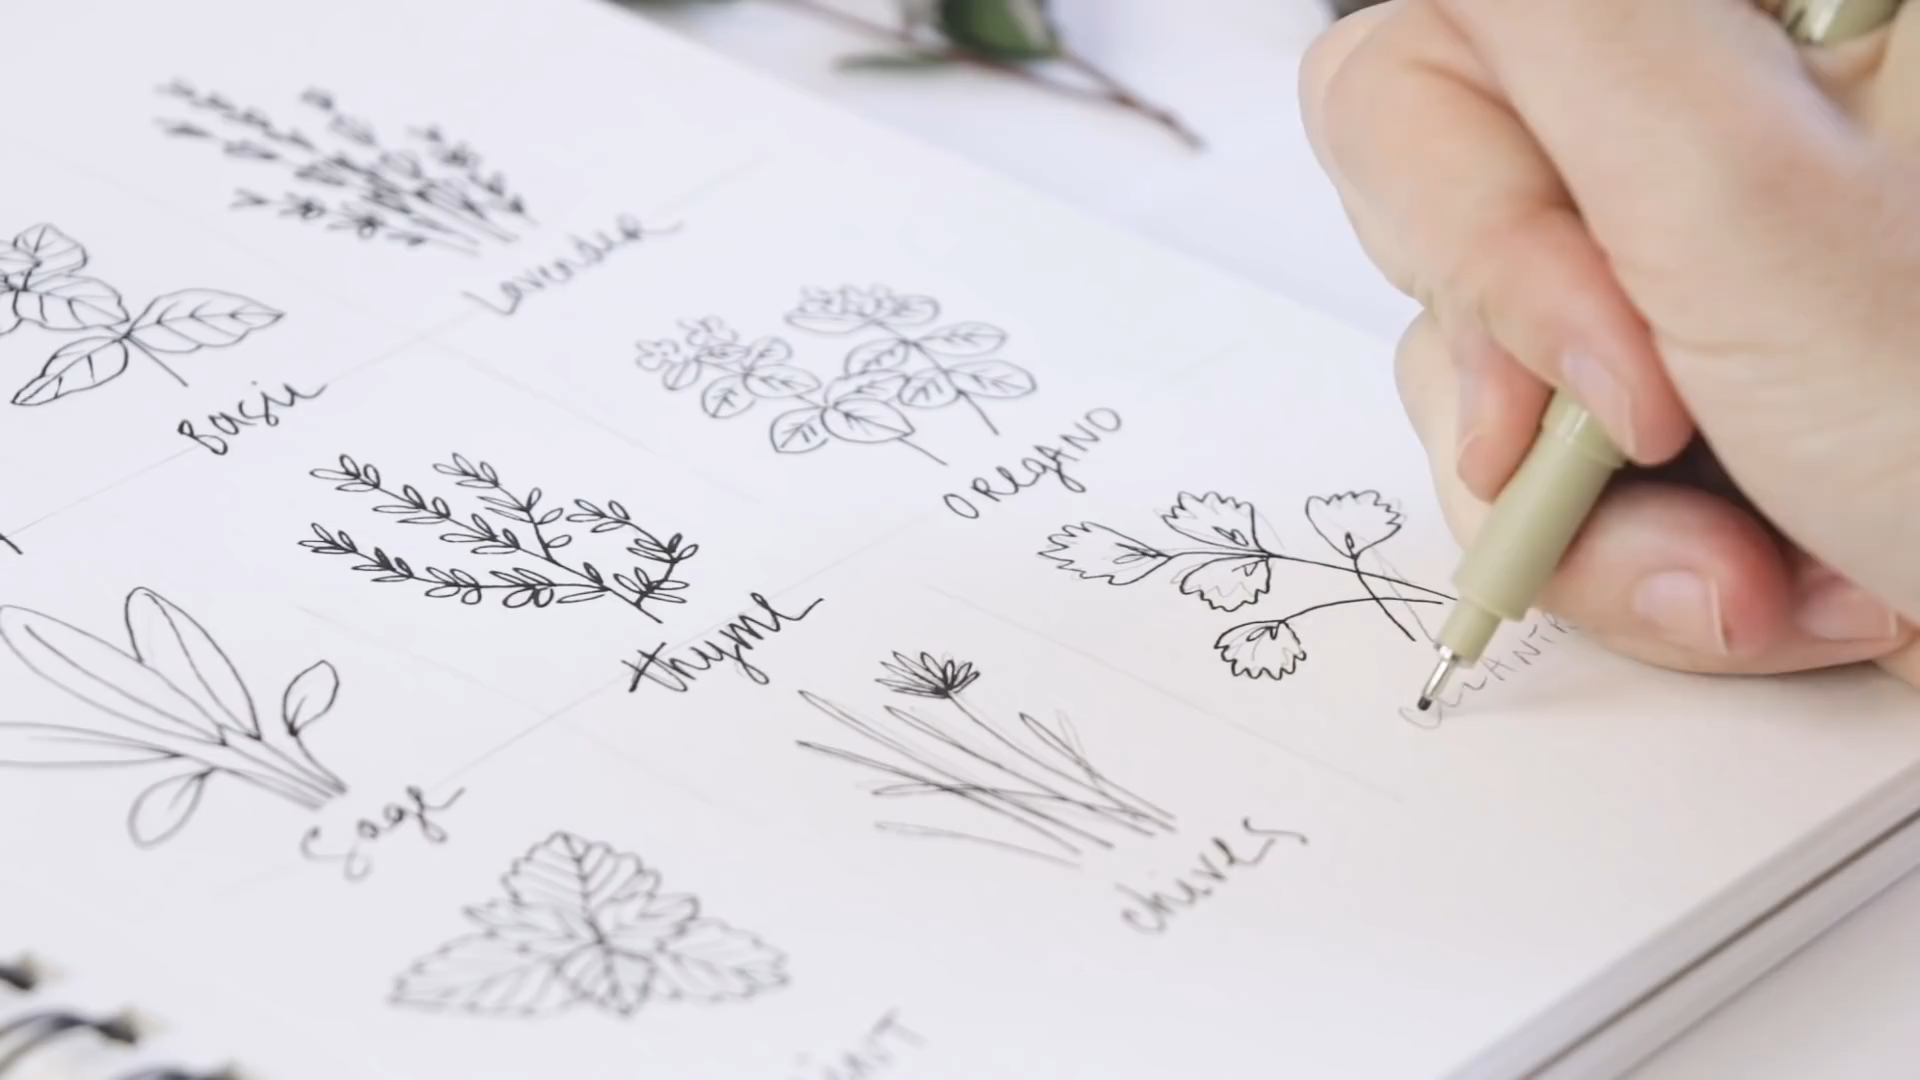 Lavender
Basil
OREgANO
thyme
Sage
chives